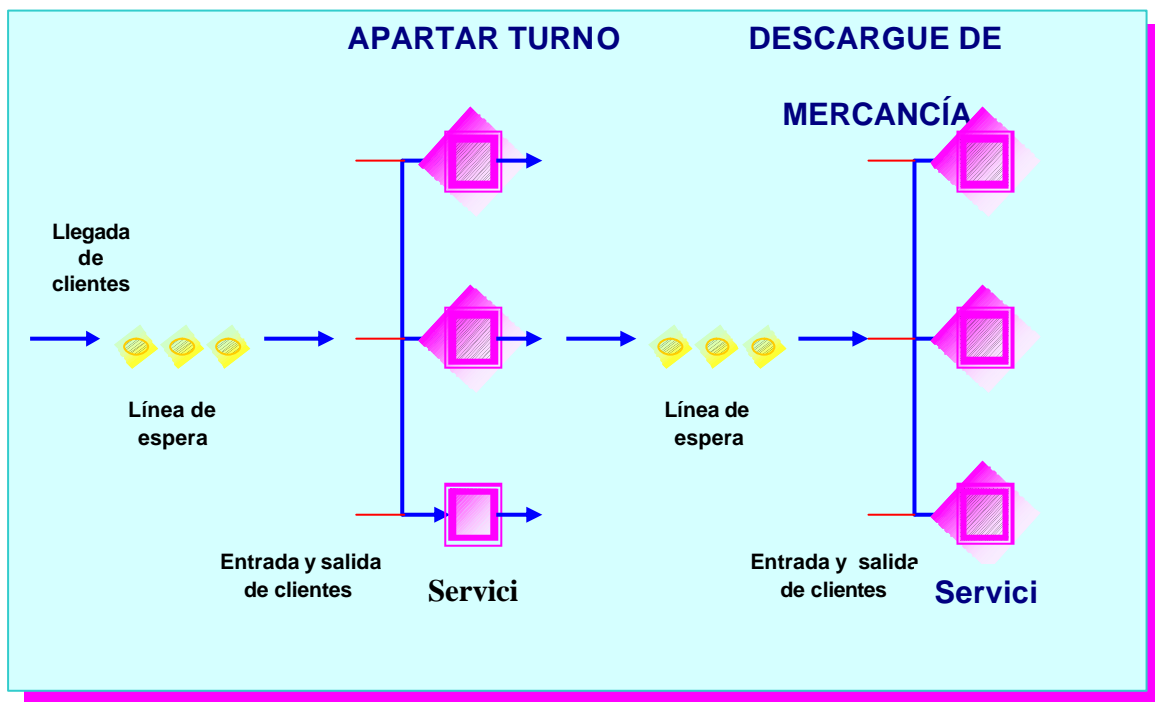 APARTAR TURNO
DESCARGUE DE
MERCANCÍA
Llegada
de
clientes
Línea de
espera
Línea de
espera
Entrada y salida
de clientes
Servici
Entrada y salida
de clientes
Servici